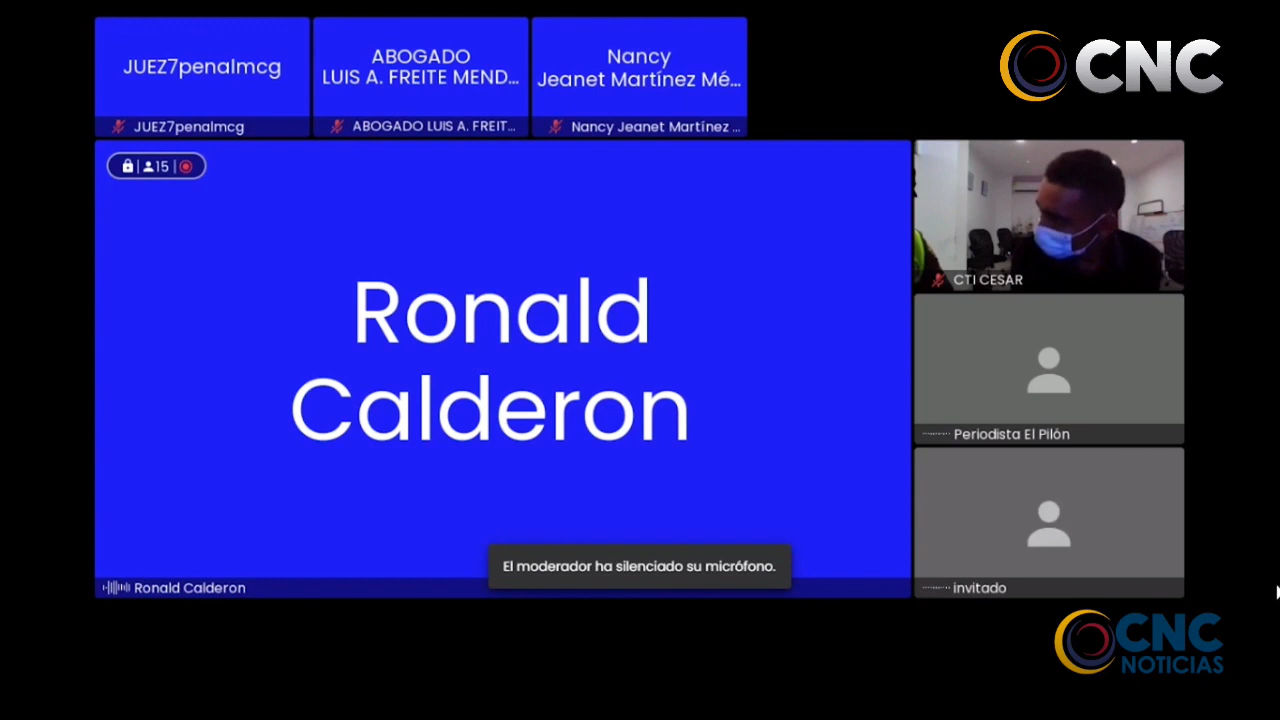 JUEZ7penalmcg
JUEZ7penalmcg
ABOGADO
LUIS A. FREITE MEND...
ABOGADO LUIS A. FREIT...
Nancy
Jeanet Martínez Mé...
Nancy Jeanet Martínez ...
CNC
15
Ronald
Calderon
El moderador ha silenciado su micrófono.
Ronald Calderon
CTI CESAR
Periodista El Pilón
invitado
CNC
NOTICIAS